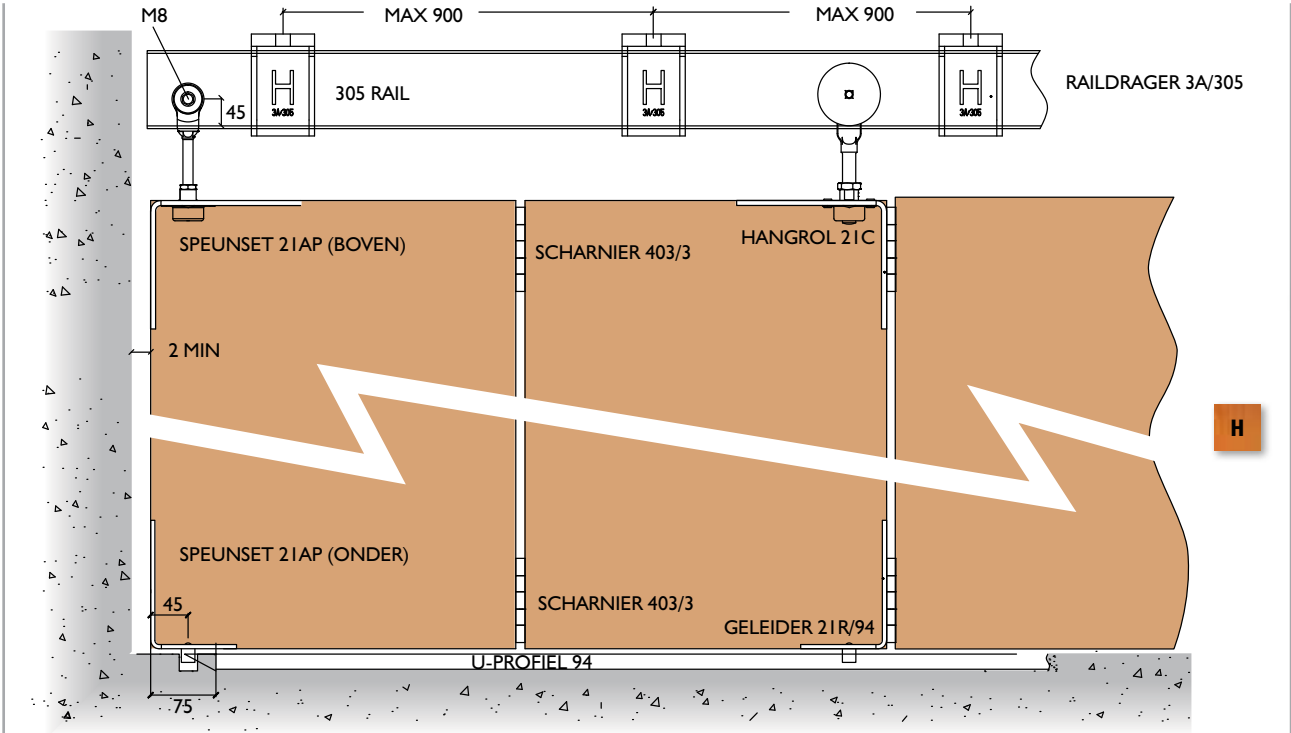 M8
MAX 900
MAX 900
H
3A/305
H
3A/305
H
3A/305
305 RAIL
45
RAILDRAGER 3A/305
SPEUNSET 21AP (BOVEN)
SCHARNIER 403/3
HANGROL 21C
2 MIN
H
SPEUNSET 21AP (ONDER)
45
SCHARNIER 403/3
GELEIDER 21R/94
U-PROFIEL 94
75